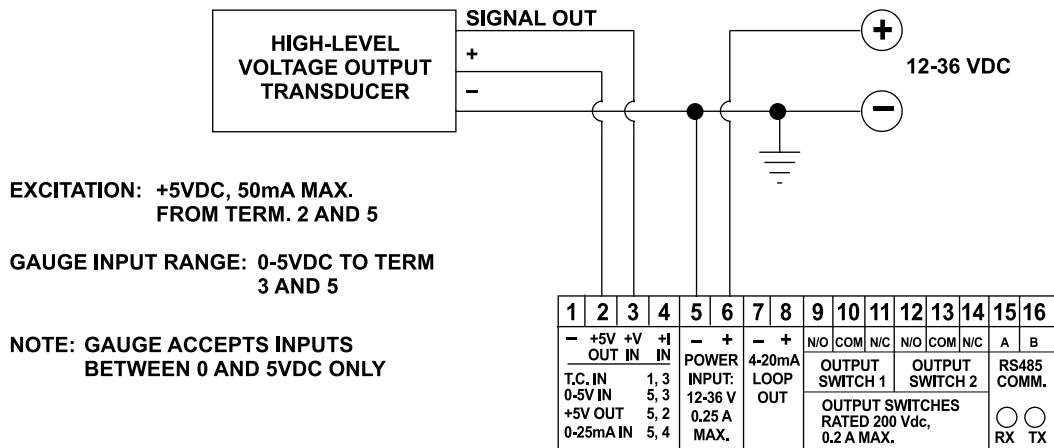 SIGNAL OUT
HIGH-LEVEL
VOLTAGE OUTPUT
TRANSDUCER
+
−
+
12-36 VDC
−
EXCITATION: +5VDC, 50mA MAX.
FROM TERM. 2 AND 5
GAUGE INPUT RANGE: 0-5VDC TO TERM
3 AND 5
NOTE: GAUGE ACCEPTS INPUTS
BETWEEN 0 AND 5VDC ONLY
1 2 3 4 5 6 7 8 9 10 11 12 13 14 15 16
− +5V OUT +V IN +I IN
T.C. IN 1, 3
0-5V IN 5, 3
+5V OUT 5, 2
0-25mA IN 5, 4
− +
POWER
INPUT:
12-36 V
0.25 A
MAX.
− +
4-20mA
LOOP
OUT
N/O COM N/C N/O COM N/C
OUTPUT
SWITCH 1
OUTPUT
SWITCH 2
OUTPUT SWITCHES
RATED 200 Vdc,
0.2 A MAX.
A B
RS485
COMM.
RX TX